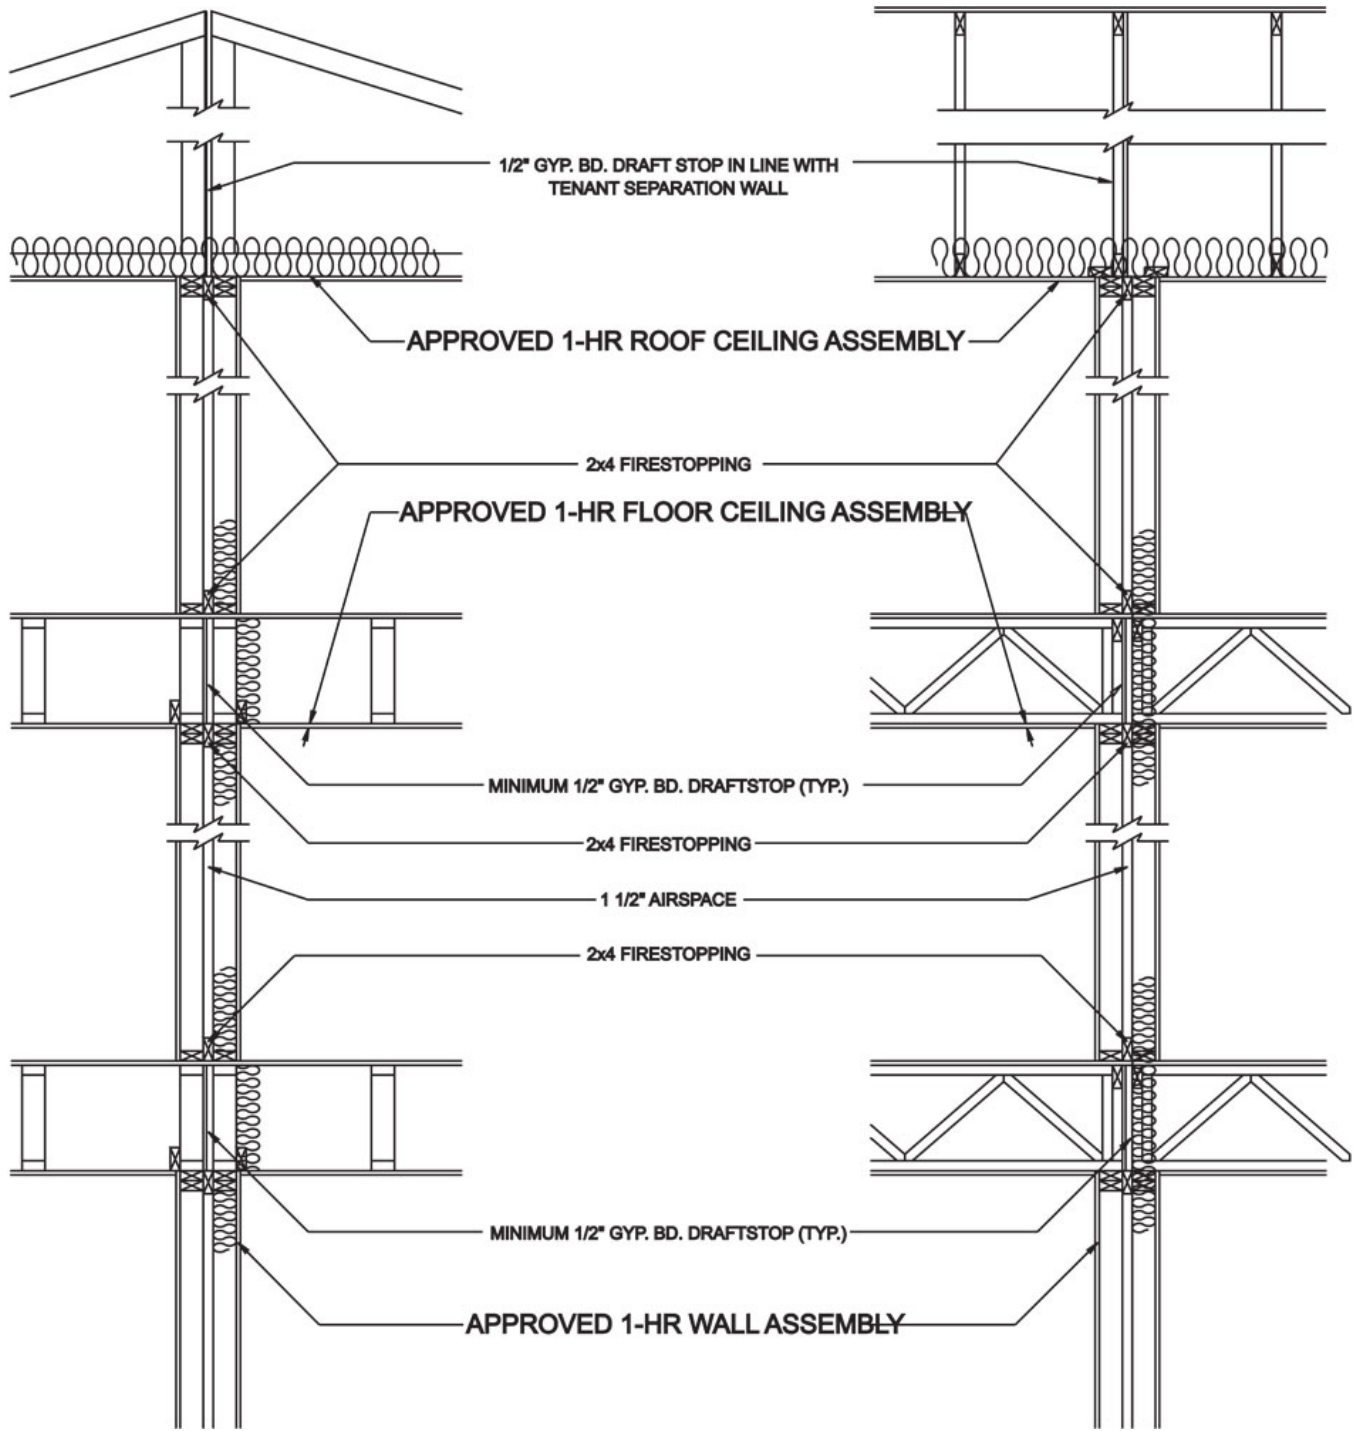 1/2" GYP. BD. DRAFT STOP IN LINE WITH
TENANT SEPARATION WALL
APPROVED 1-HR ROOF CEILING ASSEMBLY
2x4 FIRESTOPPING
APPROVED 1-HR FLOOR CEILING ASSEMBLY
MINIMUM 1/2" GYP. BD. DRAFTSTOP (TYP.)
2x4 FIRESTOPPING
1 1/2" AIRSPACE
2x4 FIRESTOPPING
MINIMUM 1/2" GYP. BD. DRAFTSTOP (TYP.)
APPROVED 1-HR WALL ASSEMBLY